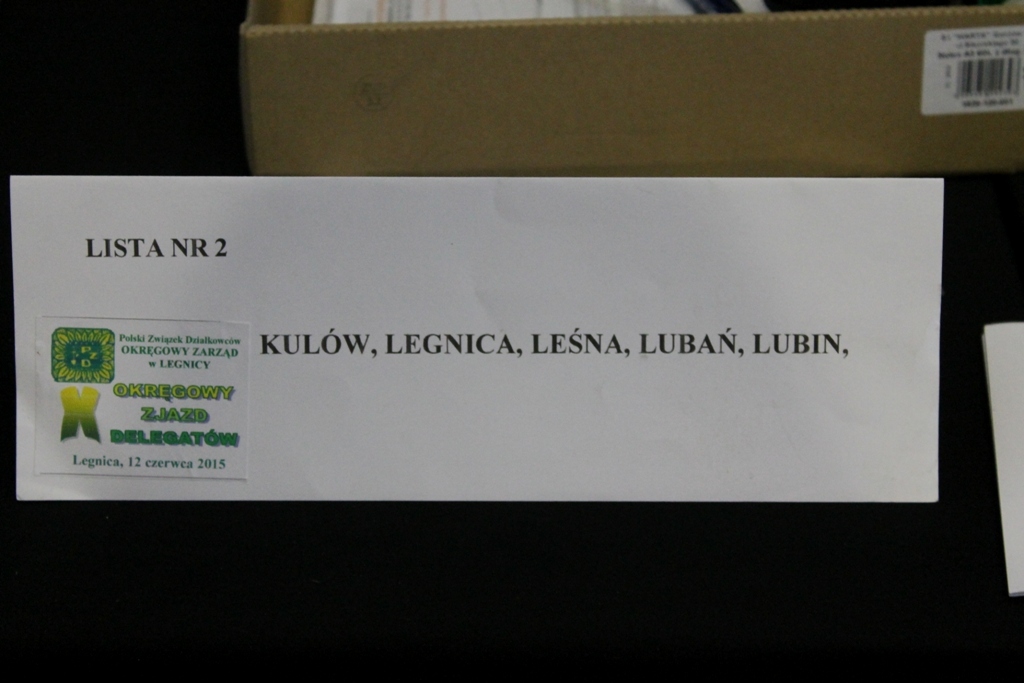 LISTA NR 2
KULÓW, LEGNICA, LEŚNA, LUBAŃ, LUBIN,
PZD
Polski Związek Działkowców
OKRĘGOWY ZARZĄD
w LEGNICY
X OKRĘGOWY
ZJAZD
DELEGATÓW
Legnica, 12 czerwca 2015